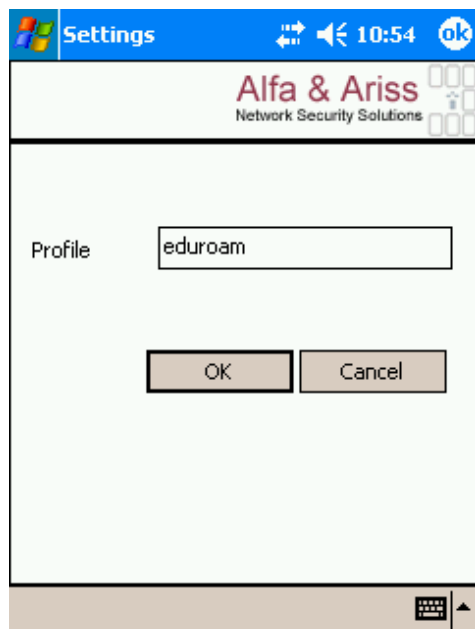 Settings 10:54 ok
Alfa & Ariss
Network Security Solutions
Profile eduroam
OK Cancel